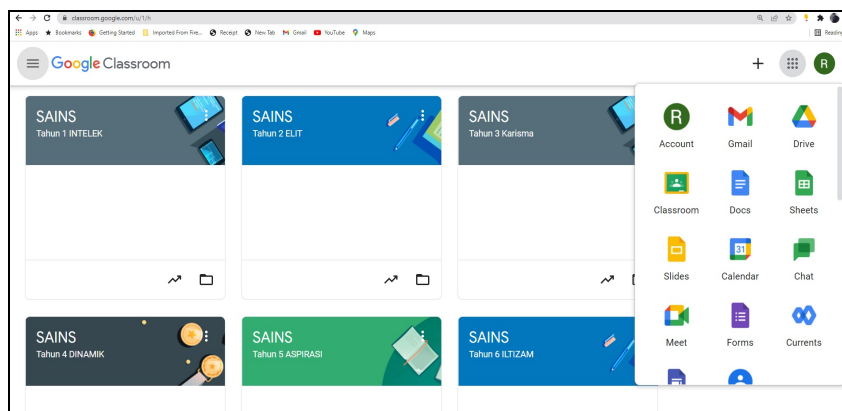 classroom.google.com/u/1/h
Apps Bookmarks Getting Started Imported From Fire... Receipt New Tab Gmail YouTube Maps Reading
Google Classroom
R
SAINS
Tahun 1 INTELEK
SAINS
Tahun 2 ELIT
SAINS
Tahun 3 Karisma
R
Account Gmail Drive
Classroom Docs Sheets
31
Slides Calendar Chat
Meet Forms Currents
SAINS
Tahun 4 DINAMIK
SAINS
Tahun 5 ASPIRASI
SAINS
Tahun 6 ILTIZAM